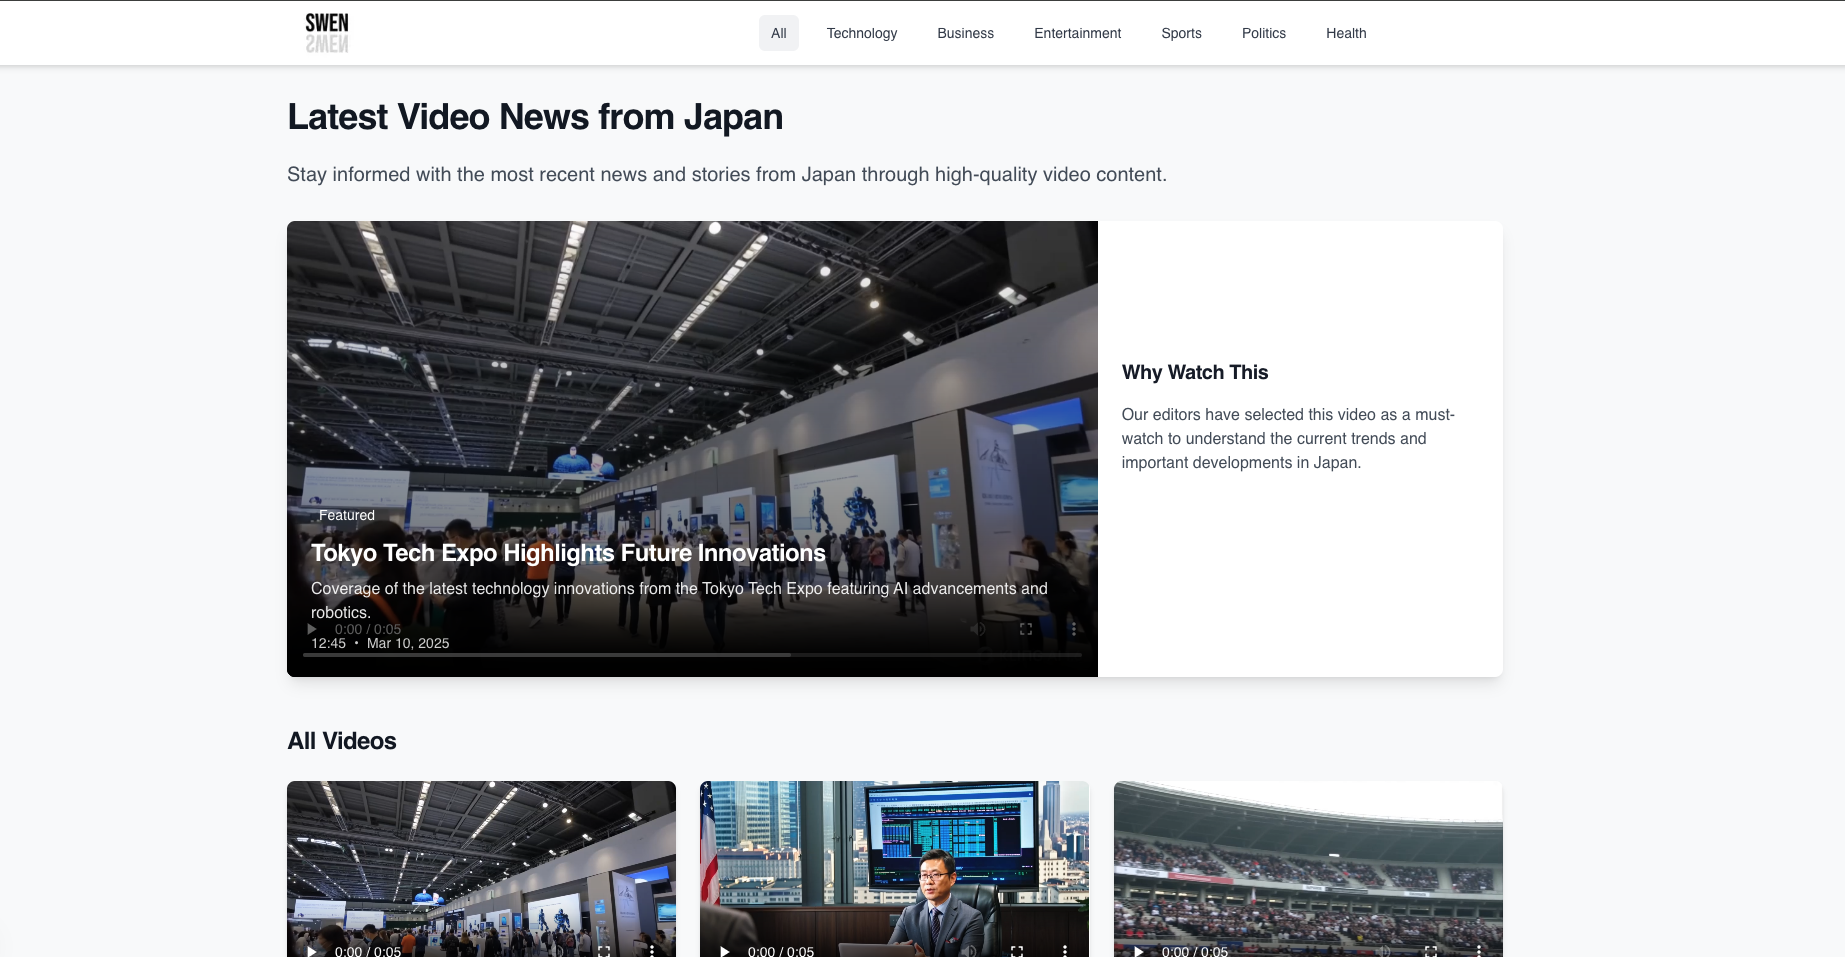 SWEN
SWEN
All
Technology
Business
Entertainment
Sports
Politics
Health
Latest Video News from Japan
Stay informed with the most recent news and stories from Japan through high-quality video content.
Featured
Tokyo Tech Expo Highlights Future Innovations
Coverage of the latest technology innovations from the Tokyo Tech Expo featuring AI advancements and
robotics.
0:00 / 0:05
12:45 • Mar 10, 2025
Why Watch This
Our editors have selected this video as a must-
watch to understand the current trends and
important developments in Japan.
All Videos
0:00 / 0:05
0:00 / 0:05
0:00 / 0:05